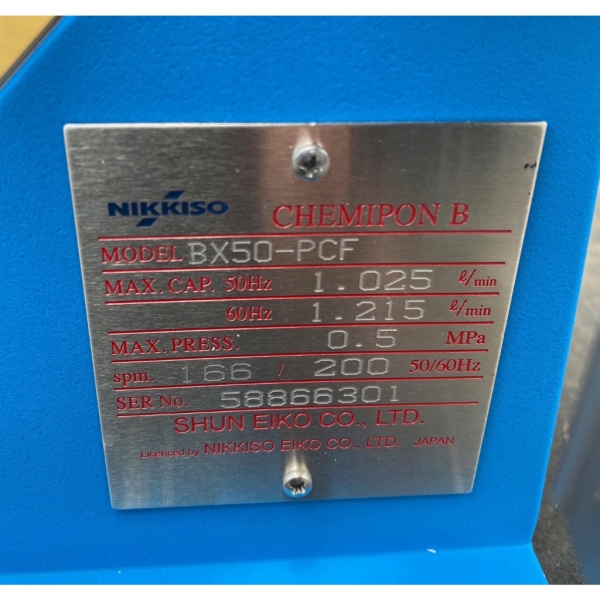 NIKKISO CHEMIPON B
MODEL BX50-PCF
MAX. CAP. 50Hz 1.025 ℓ/min
60Hz 1.215 ℓ/min
MAX. PRESS. 0.5 MPa
spm. 166 / 200 50/60Hz
SER No. 58866301
SHUN EIKO CO., LTD.
Licenced by NIKKISO EIKO CO., LTD. JAPAN